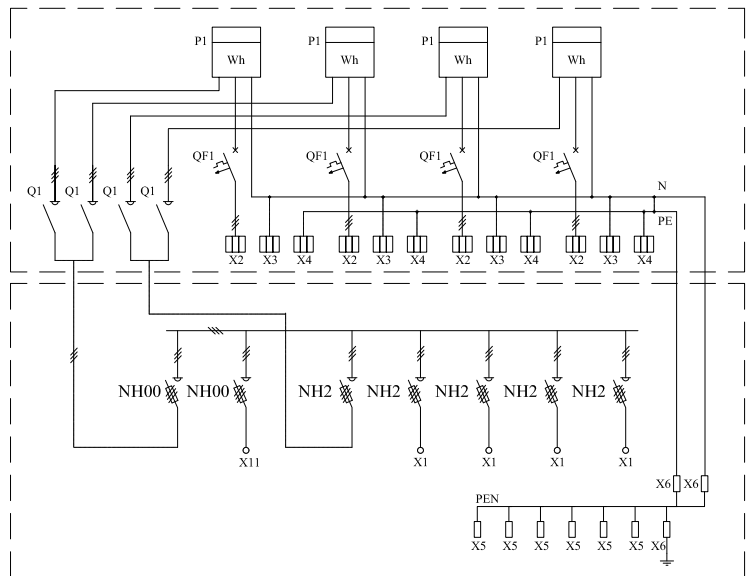 P1 P1 P1 P1
Wh Wh Wh Wh
QF1 QF1 QF1 QF1
Q1 Q1 Q1 Q1
N
PE
X2 X3 X4 X2 X3 X4 X2 X3 X4 X2 X3 X4
NH00 NH00 NH2 NH2 NH2 NH2 NH2
X11 X1 X1 X1 X1
X6 X6
PEN
X5 X5 X5 X5 X5 X5 X6